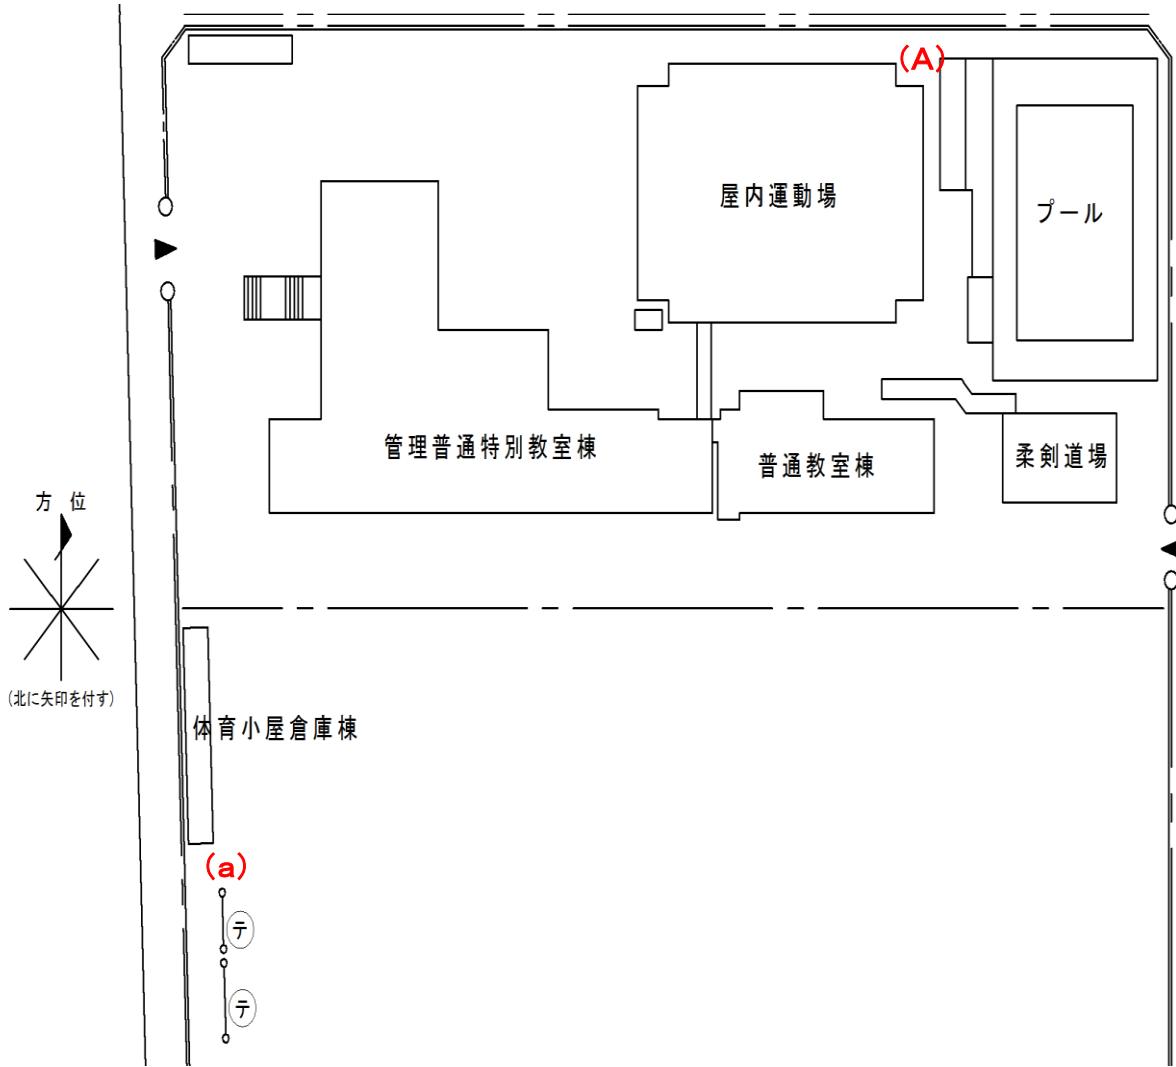 (A)
屋内運動場
プール
管理普通特別教室棟
普通教室棟
柔剣道場
方 位
(北に矢印を付す)
体育小屋倉庫棟
(a)
テ
テ